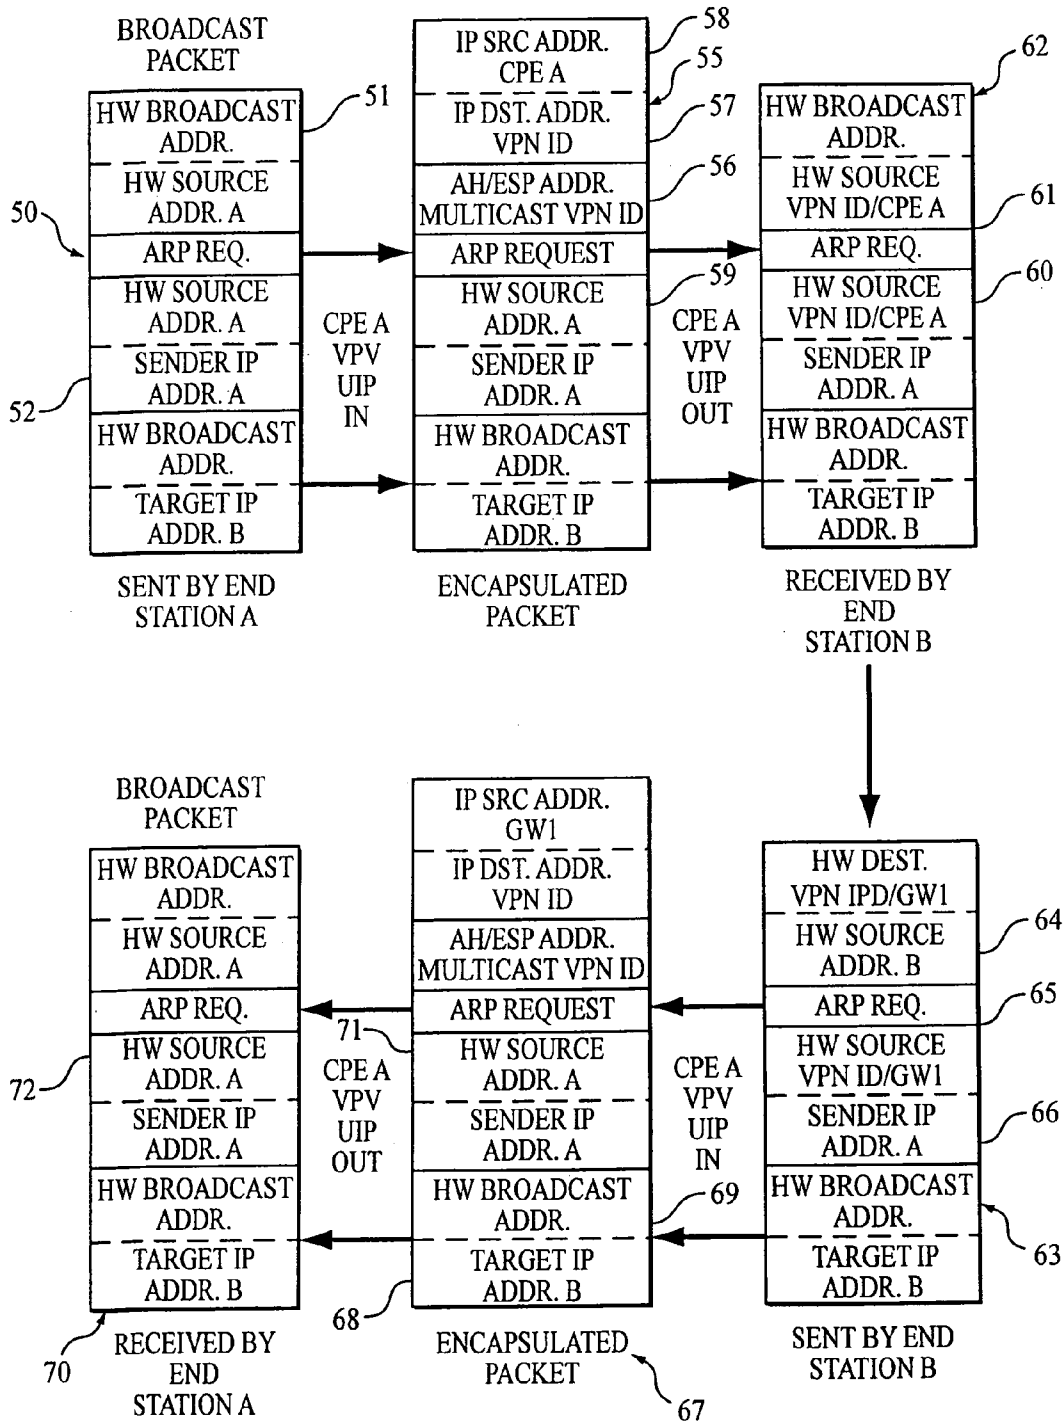 BROADCAST
PACKET
HW BROADCAST
ADDR.
HW SOURCE
ADDR. A
ARP REQ.
HW SOURCE
ADDR. A
SENDER IP
ADDR. A
HW BROADCAST
ADDR.
TARGET IP
ADDR. B
SENT BY END
STATION A
50
51
52
CPE A
VPV
UIP
IN
IP SRC ADDR.
CPE A
IP DST. ADDR.
VPN ID
AH/ESP ADDR.
MULTICAST VPN ID
ARP REQUEST
HW SOURCE
ADDR. A
SENDER IP
ADDR. A
HW BROADCAST
ADDR.
TARGET IP
ADDR. B
ENCAPSULATED
PACKET
58
55
57
56
59
CPE A
VPV
UIP
OUT
62
HW BROADCAST
ADDR.
HW SOURCE
VPN ID/CPE A
ARP REQ.
HW SOURCE
VPN ID/CPE A
SENDER IP
ADDR. A
HW BROADCAST
ADDR.
TARGET IP
ADDR. B
RECEIVED BY
END
STATION B
61
60
BROADCAST
PACKET
HW BROADCAST
ADDR.
HW SOURCE
ADDR. A
ARP REQ.
HW SOURCE
ADDR. A
SENDER IP
ADDR. A
HW BROADCAST
ADDR.
TARGET IP
ADDR. B
RECEIVED BY
END
STATION A
72
70
CPE A
VPV
UIP
OUT
IP SRC ADDR.
GW1
IP DST. ADDR.
VPN ID
AH/ESP ADDR.
MULTICAST VPN ID
ARP REQUEST
HW SOURCE
ADDR. A
SENDER IP
ADDR. A
HW BROADCAST
ADDR.
TARGET IP
ADDR. B
ENCAPSULATED
PACKET
71
69
68
67
CPE A
VPV
UIP
IN
HW DEST.
VPN IPD/GW1
HW SOURCE
ADDR. B
ARP REQ.
HW SOURCE
VPN ID/GW1
SENDER IP
ADDR. A
HW BROADCAST
ADDR.
TARGET IP
ADDR. B
SENT BY END
STATION B
64
65
66
63